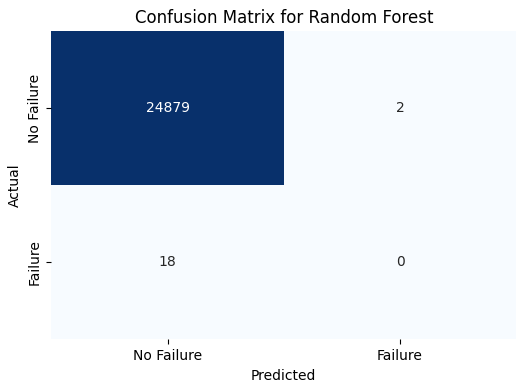 Confusion Matrix for Random Forest
No Failure
24879
2
Actual
Failure
18
0
No Failure
Failure
Predicted